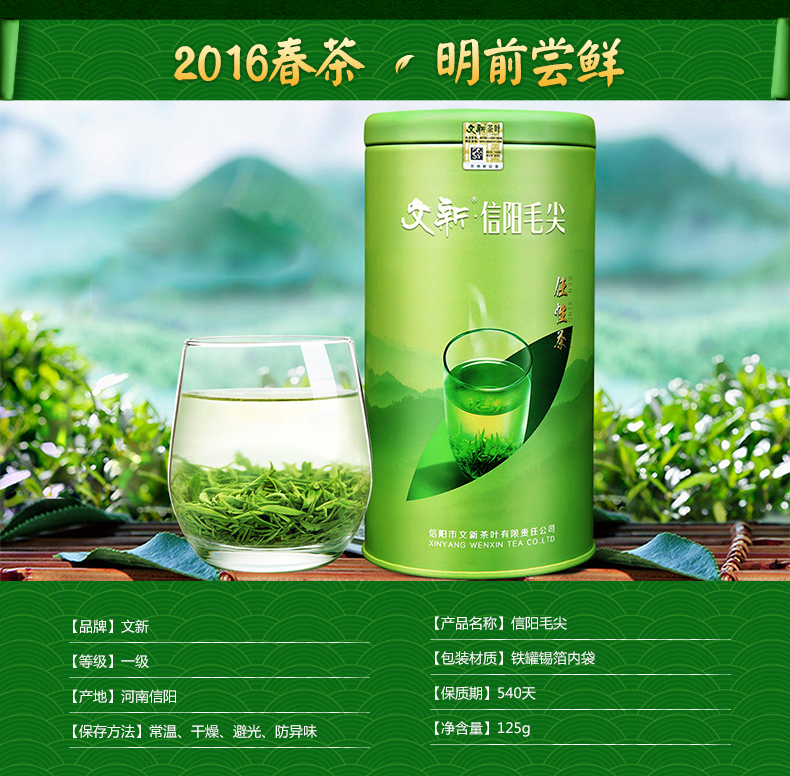 2016春茶 明前尝鲜
文新茶叶
文新®·信阳毛尖
信阳市文新茶叶有限责任公司
XINYANG WENXIN TEA CO.LTD
【品牌】文新
【等级】一级
【产地】河南信阳
【保存方法】常温、干燥、避光、防异味
【产品名称】信阳毛尖
【包装材质】铁罐锡箔内袋
【保质期】540天
【净含量】125g